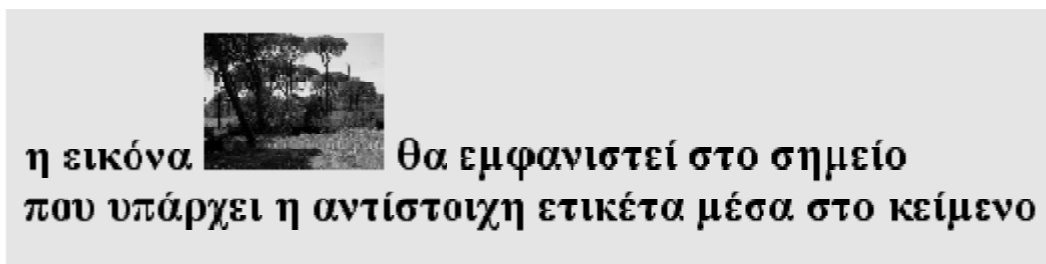 η εικόνα θα εμφανιστεί στο σημείο
που υπάρχει η αντίστοιχη ετικέτα μέσα στο κείμενο